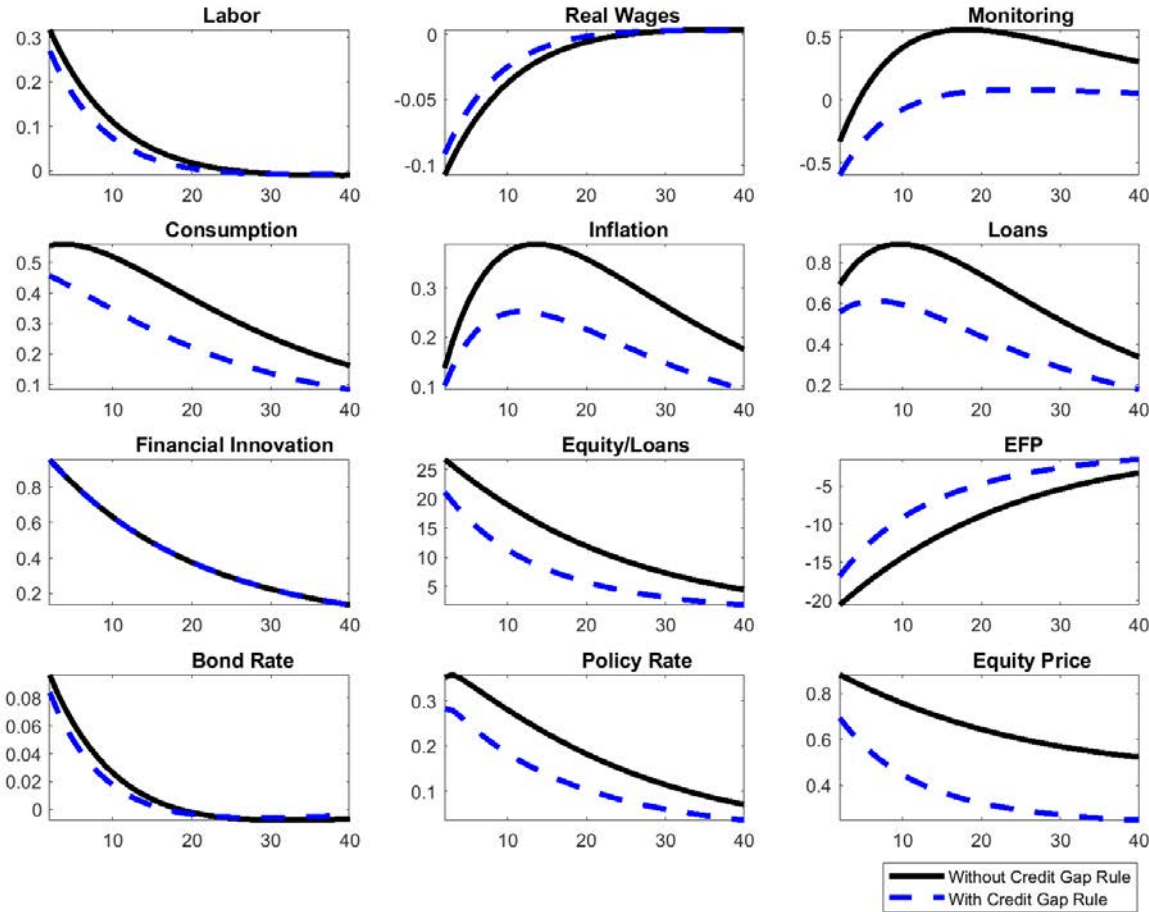 Labor
0.3
0.2
0.1
0
10 20 30 40
Real Wages
0
-0.05
-0.1
10 20 30 40
Monitoring
0.5
0
-0.5
10 20 30 40
Consumption
0.5
0.4
0.3
0.2
0.1
10 20 30 40
Inflation
0.3
0.2
0.1
10 20 30 40
Loans
0.8
0.6
0.4
0.2
10 20 30 40
Financial Innovation
0.8
0.6
0.4
0.2
10 20 30 40
Equity/Loans
25
20
15
10
5
10 20 30 40
EFP
-5
-10
-15
-20
10 20 30 40
Bond Rate
0.08
0.06
0.04
0.02
0
10 20 30 40
Policy Rate
0.3
0.2
0.1
10 20 30 40
Equity Price
0.8
0.6
0.4
10 20 30 40
Without Credit Gap Rule
With Credit Gap Rule